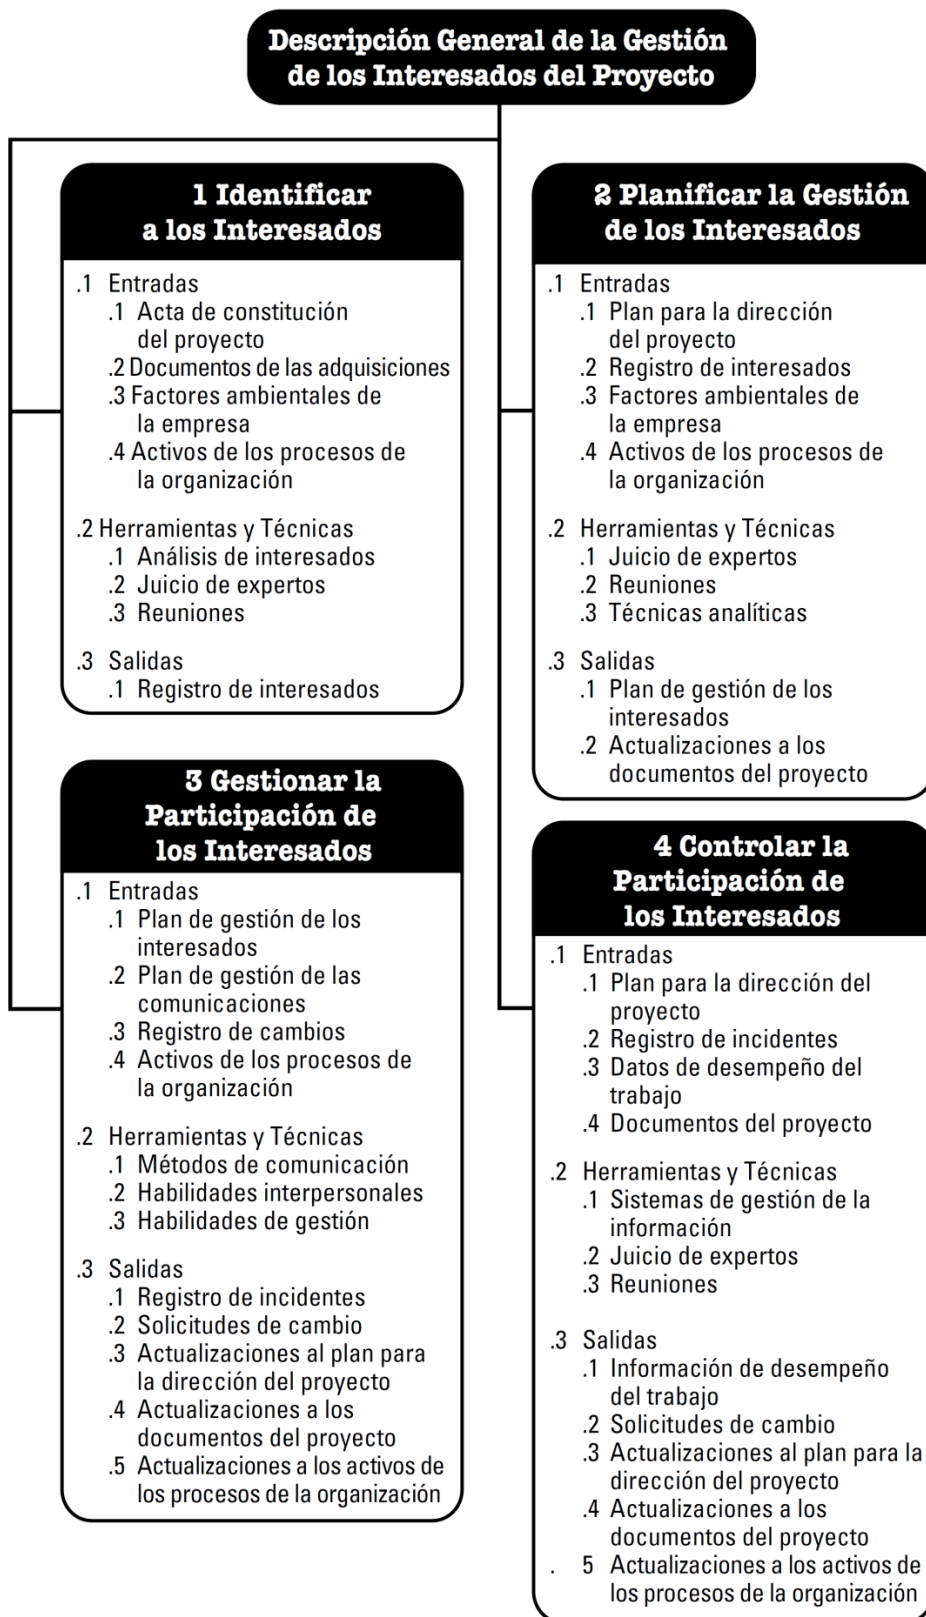 Descripción General de la Gestión
de los Interesados del Proyecto
1 Identificar
a los Interesados
.1 Entradas
.1 Acta de constitución
del proyecto
.2 Documentos de las adquisiciones
.3 Factores ambientales de
la empresa
.4 Activos de los procesos de
la organización
.2 Herramientas y Técnicas
.1 Análisis de interesados
.2 Juicio de expertos
.3 Reuniones
.3 Salidas
.1 Registro de interesados
2 Planificar la Gestión
de los Interesados
.1 Entradas
.1 Plan para la dirección
del proyecto
.2 Registro de interesados
.3 Factores ambientales de
la empresa
.4 Activos de los procesos de
la organización
.2 Herramientas y Técnicas
.1 Juicio de expertos
.2 Reuniones
.3 Técnicas analíticas
.3 Salidas
.1 Plan de gestión de los
interesados
.2 Actualizaciones a los
documentos del proyecto
3 Gestionar la
Participación de
los Interesados
.1 Entradas
.1 Plan de gestión de los
interesados
.2 Plan de gestión de las
comunicaciones
.3 Registro de cambios
.4 Activos de los procesos de
la organización
.2 Herramientas y Técnicas
.1 Métodos de comunicación
.2 Habilidades interpersonales
.3 Habilidades de gestión
.3 Salidas
.1 Registro de incidentes
.2 Solicitudes de cambio
.3 Actualizaciones al plan para
la dirección del proyecto
.4 Actualizaciones a los
documentos del proyecto
.5 Actualizaciones a los activos de
los procesos de la organización
4 Controlar la
Participación de
los Interesados
.1 Entradas
.1 Plan para la dirección del
proyecto
.2 Registro de incidentes
.3 Datos de desempeño del
trabajo
.4 Documentos del proyecto
.2 Herramientas y Técnicas
.1 Sistemas de gestión de la
información
.2 Juicio de expertos
.3 Reuniones
.3 Salidas
.1 Información de desempeño
del trabajo
.2 Solicitudes de cambio
.3 Actualizaciones al plan para la
dirección del proyecto
.4 Actualizaciones a los
documentos del proyecto
. 5 Actualizaciones a los activos de
los procesos de la organización